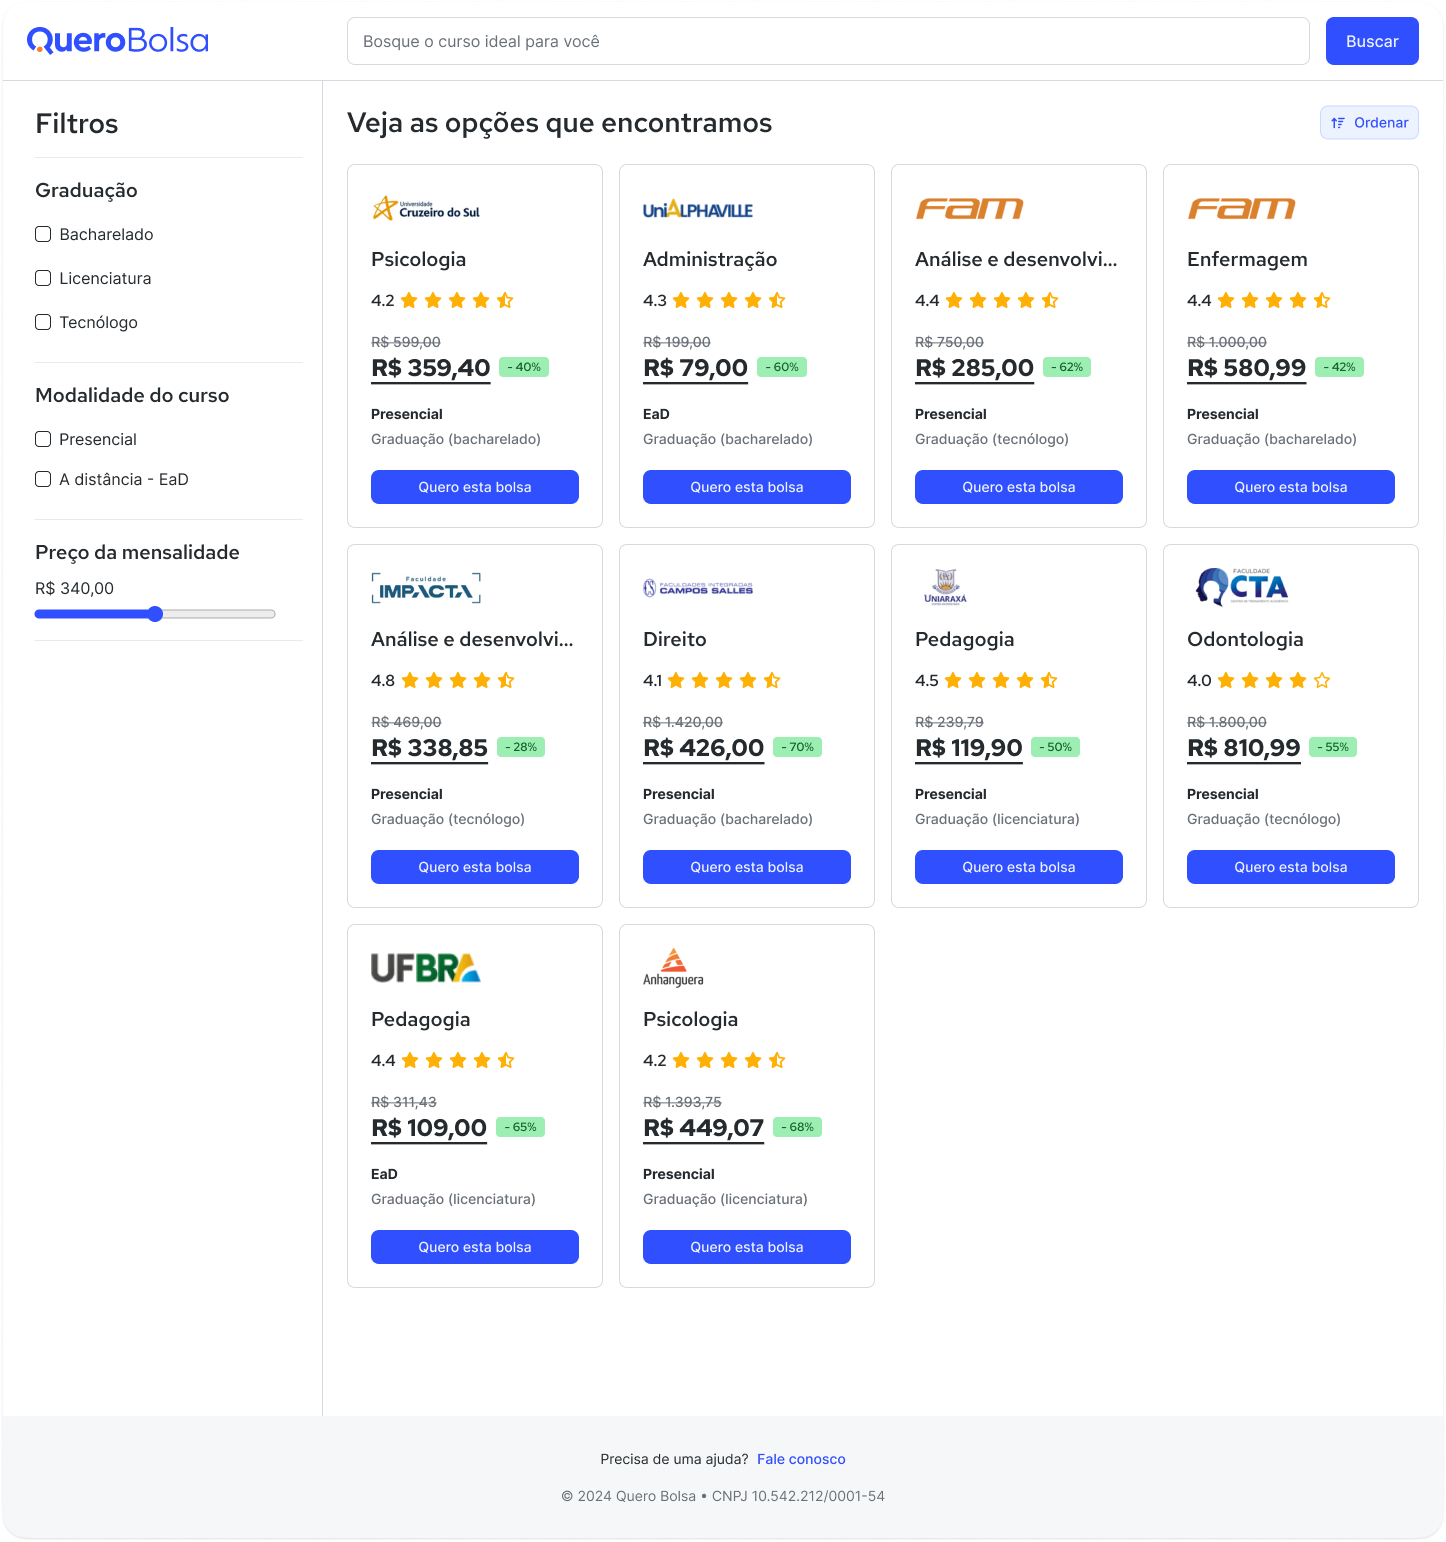 QueroBolsa
Bosque o curso ideal para você
Buscar
Filtros
Graduação
Bacharelado
Licenciatura
Tecnólogo
Modalidade do curso
Presencial
A distância - EaD
Preço da mensalidade
R$ 340,00
Veja as opções que encontramos
Ordenar
Universidade
Cruzeiro do Sul
Psicologia
4.2
R$ 599,00
R$ 359,40 - 40%
Presencial
Graduação (bacharelado)
Quero esta bolsa
UniALPHAVILLE
Administração
4.3
R$ 199,00
R$ 79,00 - 60%
EaD
Graduação (bacharelado)
Quero esta bolsa
Fam
Análise e desenvolvi...
4.4
R$ 750,00
R$ 285,00 - 62%
Presencial
Graduação (tecnólogo)
Quero esta bolsa
Fam
Enfermagem
4.4
R$ 1.000,00
R$ 580,99 - 42%
Presencial
Graduação (bacharelado)
Quero esta bolsa
Faculdade
IMPACTA
Análise e desenvolvi...
4.8
R$ 469,00
R$ 338,85 - 28%
Presencial
Graduação (tecnólogo)
Quero esta bolsa
FACULDADES INTEGRADAS
CAMPOS SALLES
Direito
4.1
R$ 1.420,00
R$ 426,00 - 70%
Presencial
Graduação (bacharelado)
Quero esta bolsa
UNIARAXÁ
Pedagogia
4.5
R$ 239,79
R$ 119,90 - 50%
Presencial
Graduação (licenciatura)
Quero esta bolsa
FACULDADE
CTA
Odontologia
4.0
R$ 1.800,00
R$ 810,99 - 55%
Presencial
Graduação (tecnólogo)
Quero esta bolsa
UFBRA
Pedagogia
4.4
R$ 311,43
R$ 109,00 - 65%
EaD
Graduação (licenciatura)
Quero esta bolsa
Anhanguera
Psicologia
4.2
R$ 1.393,75
R$ 449,07 - 68%
Presencial
Graduação (licenciatura)
Quero esta bolsa
Precisa de uma ajuda? Fale conosco
© 2024 Quero Bolsa • CNPJ 10.542.212/0001-54